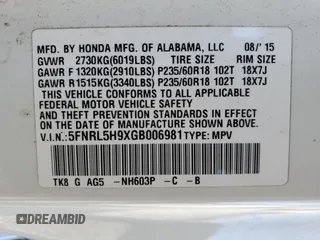 MFD. BY HONDA MFG. OF ALABAMA, LLC 08/'15
GVWR 2730KG(6019LBS) TIRE SIZE RIM SIZE
GAWR F 1320KG(2910LBS) P235/60R18 102T 18X7J
GAWR R 1515KG(3340LBS) P235/60R18 102T 18X7J
THIS VEHICLE CONFORMS TO ALL APPLICABLE
FEDERAL MOTOR VEHICLE SAFETY AND THEFT
PREVENTION STANDARDS IN EFFECT ON THE DATE
OF MANUFACTURE SHOWN ABOVE.
V.I.N.:5FNRL5H9XGB006981 TYPE: MPV
TK8 G AG5 -NH603P -C -B